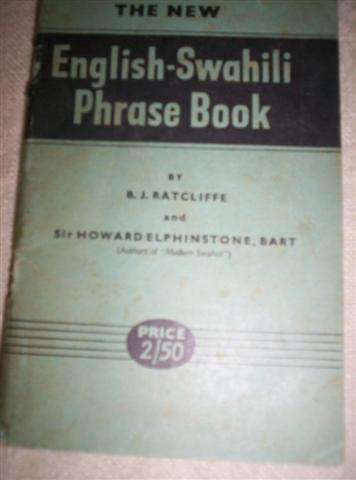 THE NEW
English-Swahili
Phrase Book
BY
B. J. RATCLIFFE
and
Sir HOWARD ELPHINSTONE, BART
(Authors of "Modern Swahili")
PRICE
2/50